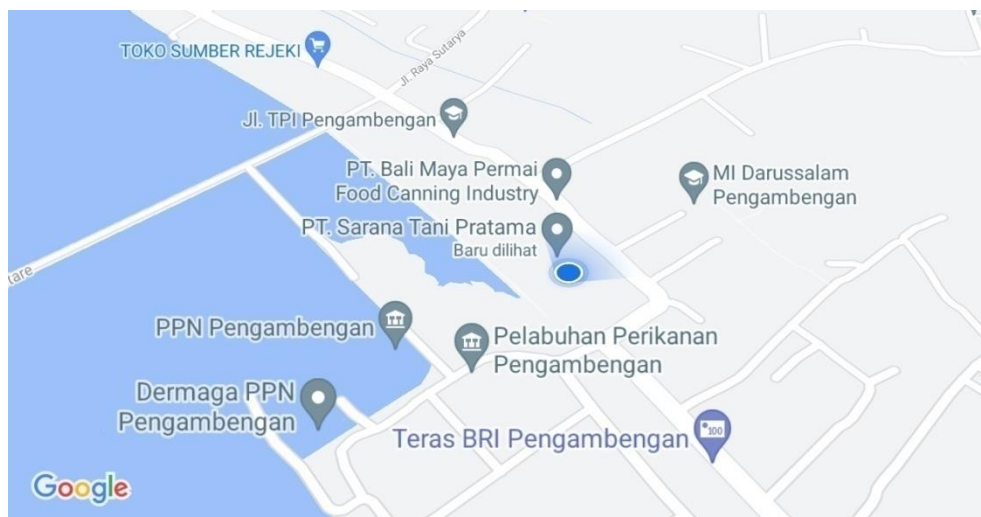 TOKO SUMBER REJEKI
Jl. Raya Sutarya
Jl. TPI Pengambengan
PT. Bali Maya Permai
Food Canning Industry
MI Darussalam
Pengambengan
PT. Sarana Tani Pratama
Baru dilihat
tare
PPN Pengambengan
Pelabuhan Perikanan
Pengambengan
Dermaga PPN
Pengambengan
Teras BRI Pengambengan
100
Google